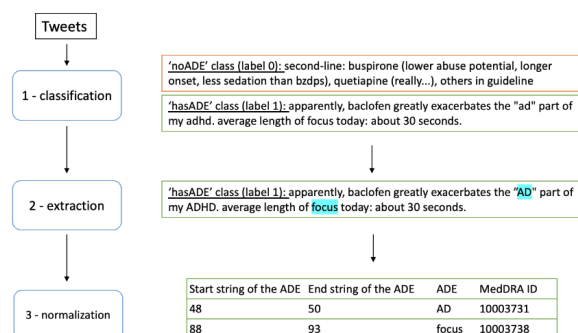 Tweets
1 - classification
'noADE' class (label 0): second-line: buspirone (lower abuse potential, longer
onset, less sedation than bzdps), quetiapine (really...), others in guideline
'hasADE' class (label 1): apparently, baclofen greatly exacerbates the "ad" part of
my adhd. average length of focus today: about 30 seconds.
2 - extraction
'hasADE' class (label 1): apparently, baclofen greatly exacerbates the "AD" part of
my ADHD. average length of focus today: about 30 seconds.
3 - normalization
Start string of the ADE End string of the ADE ADE MedDRA ID
48 50 AD 10003731
88 93 focus 10003738